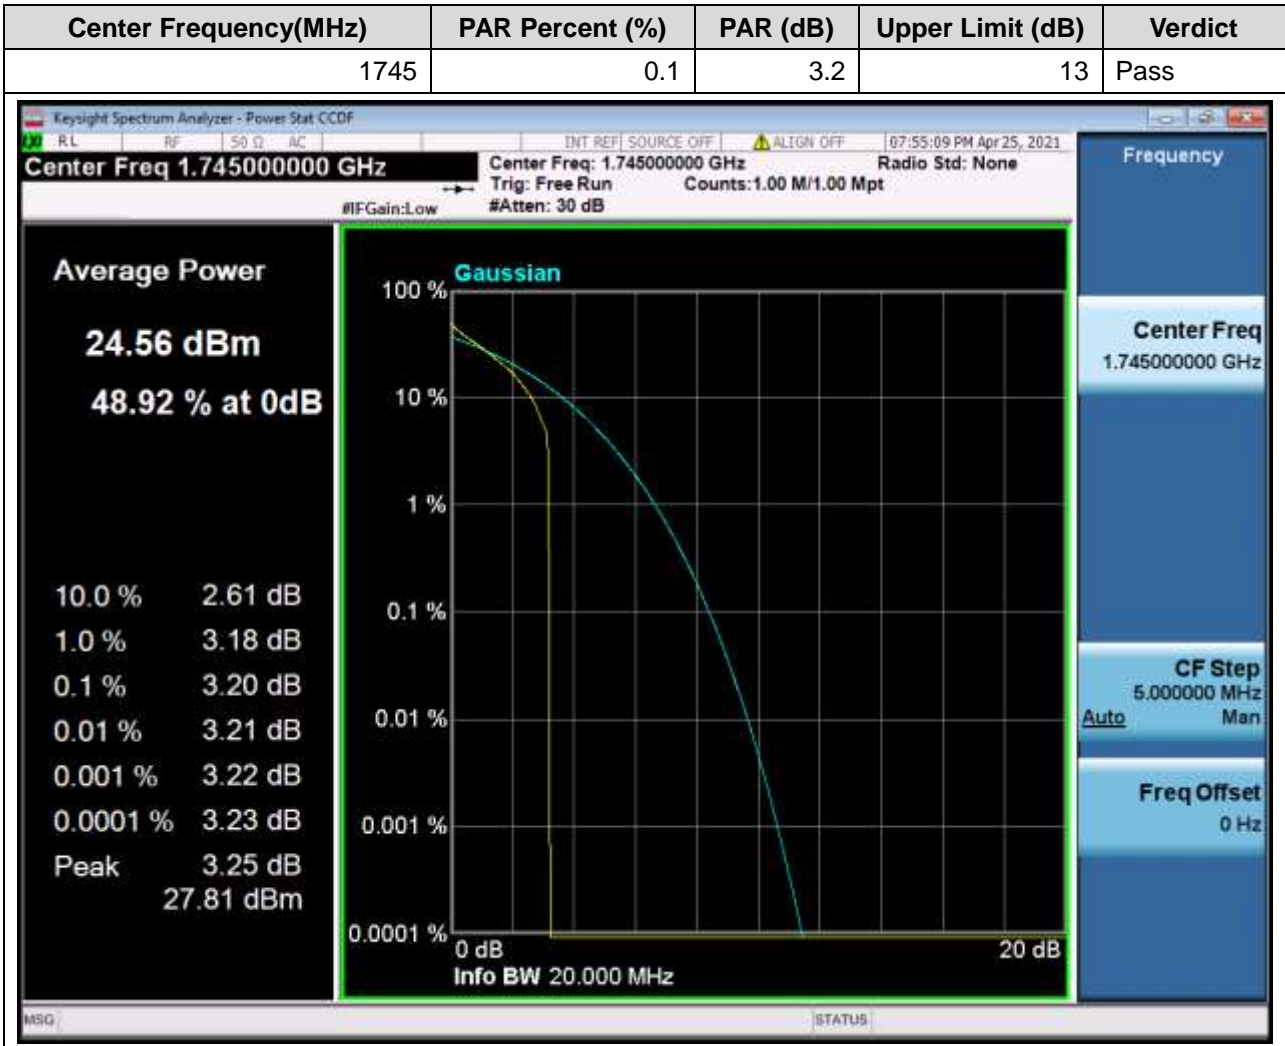 Center Frequency(MHz) PAR Percent (%) PAR (dB) Upper Limit (dB) Verdict
1745 0.1 3.2 13 Pass
Keysight Spectrum Analyzer - Power Stat CCDF
RL RF 50 Ω AC INT REF SOURCE OFF ALIGN OFF 07:55:09 PM Apr 25, 2021
Center Freq 1.745000000 GHz
Center Freq: 1.745000000 GHz Radio Std: None
Trig: Free Run Counts:1.00 M/1.00 Mpt
#IFGain:Low #Atten: 30 dB
Average Power
24.56 dBm
48.92 % at 0dB
10.0 % 2.61 dB
1.0 % 3.18 dB
0.1 % 3.20 dB
0.01 % 3.21 dB
0.001 % 3.22 dB
0.0001 % 3.23 dB
Peak 3.25 dB
27.81 dBm
Gaussian
100 %
10 %
1 %
0.1 %
0.01 %
0.001 %
0.0001 %
0 dB 20 dB
Info BW 20.000 MHz
Frequency
Center Freq
1.745000000 GHz
CF Step
5.000000 MHz
Auto Man
Freq Offset
0 Hz
MSG STATUS